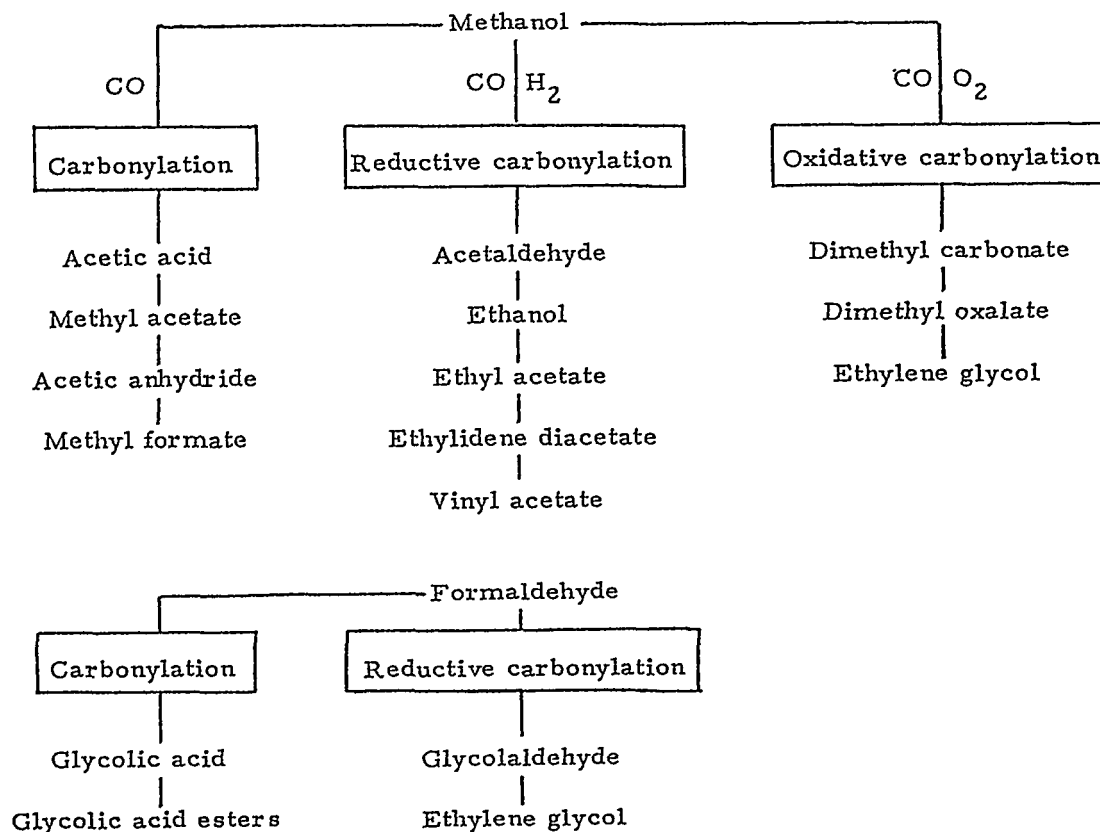 Methanol
CO
CO H2
CO O2
Carbonylation
Reductive carbonylation
Oxidative carbonylation
Acetic acid
Acetaldehyde
Dimethyl carbonate
Methyl acetate
Ethanol
Dimethyl oxalate
Acetic anhydride
Ethyl acetate
Ethylene glycol
Methyl formate
Ethylidene diacetate
Vinyl acetate
Formaldehyde
Carbonylation
Reductive carbonylation
Glycolic acid
Glycolaldehyde
Glycolic acid esters
Ethylene glycol